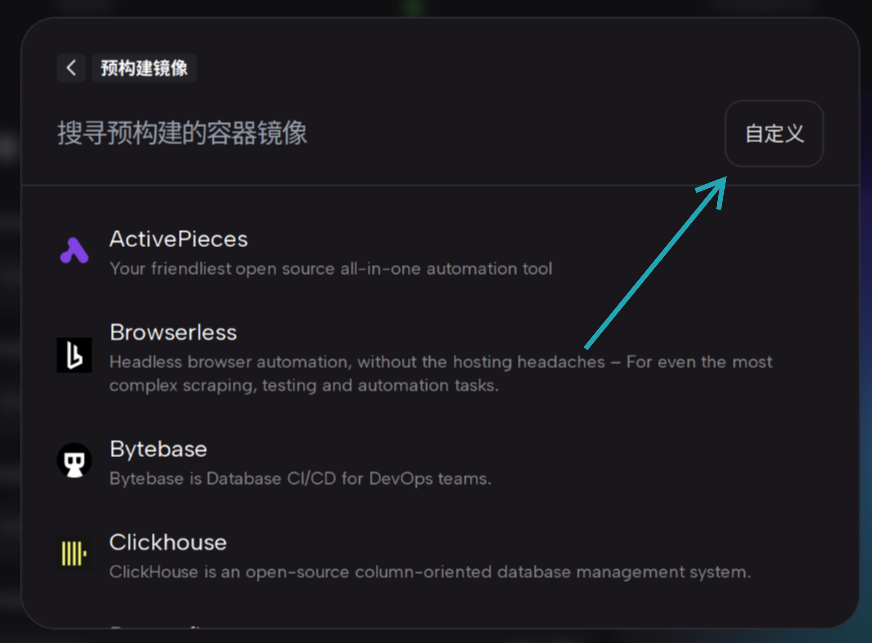 预构建镜像
搜寻预构建的容器镜像
自定义
ActivePieces
Your friendliest open source all-in-one automation tool
Browserless
Headless browser automation, without the hosting headaches – For even the most
complex scraping, testing and automation tasks.
Bytebase
Bytebase is Database CI/CD for DevOps teams.
Clickhouse
ClickHouse is an open-source column-oriented database management system.